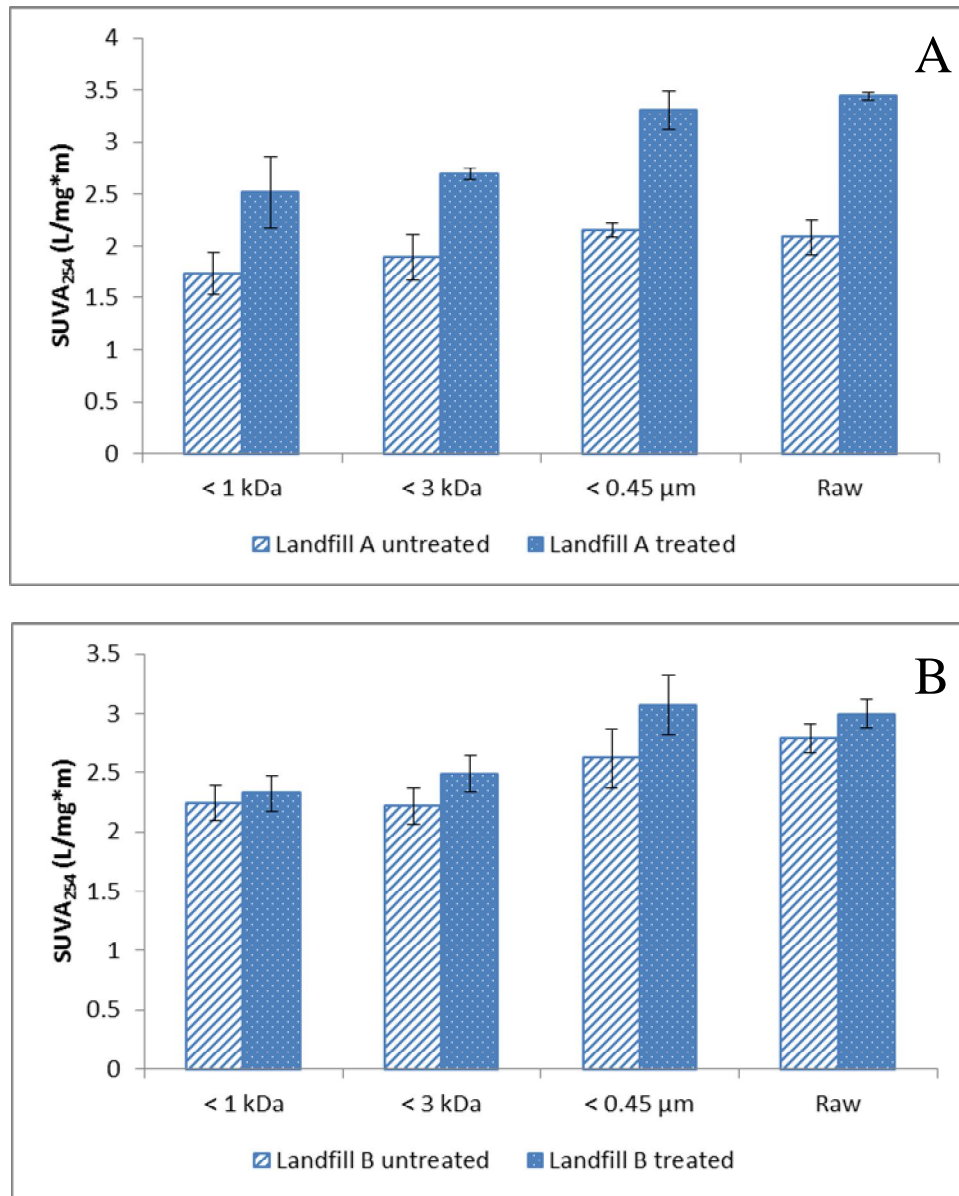 A
4
3.5
3
2.5
2
1.5
1
0.5
0
SUVA₂₅₄ (L/mg*m)
< 1 kDa < 3 kDa < 0.45 µm Raw
Landfill A untreated Landfill A treated
B
3.5
3
2.5
2
1.5
1
0.5
0
SUVA₂₅₄ (L/mg*m)
< 1 kDa < 3 kDa < 0.45 µm Raw
Landfill B untreated Landfill B treated